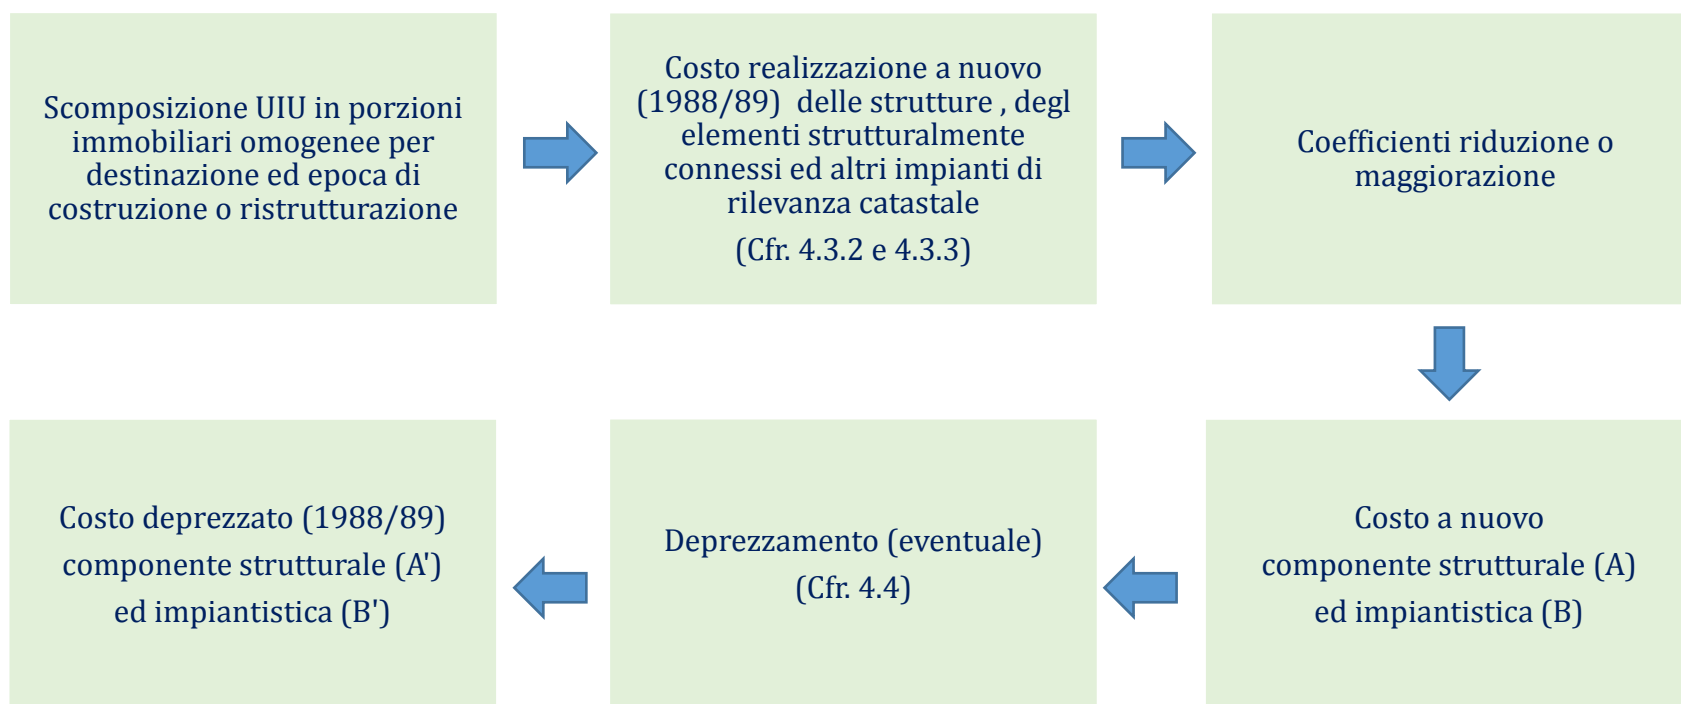 Scomposizione UIU in porzioni
immobiliari omogenee per
destinazione ed epoca di
costruzione o ristrutturazione
Costo realizzazione a nuovo
(1988/89) delle strutture , degl
elementi strutturalmente
connessi ed altri impianti di
rilevanza catastale
(Cfr. 4.3.2 e 4.3.3)
Coefficienti riduzione o
maggiorazione
Costo a nuovo
componente strutturale (A)
ed impiantistica (B)
Deprezzamento (eventuale)
(Cfr. 4.4)
Costo deprezzato (1988/89)
componente strutturale (A')
ed impiantistica (B')